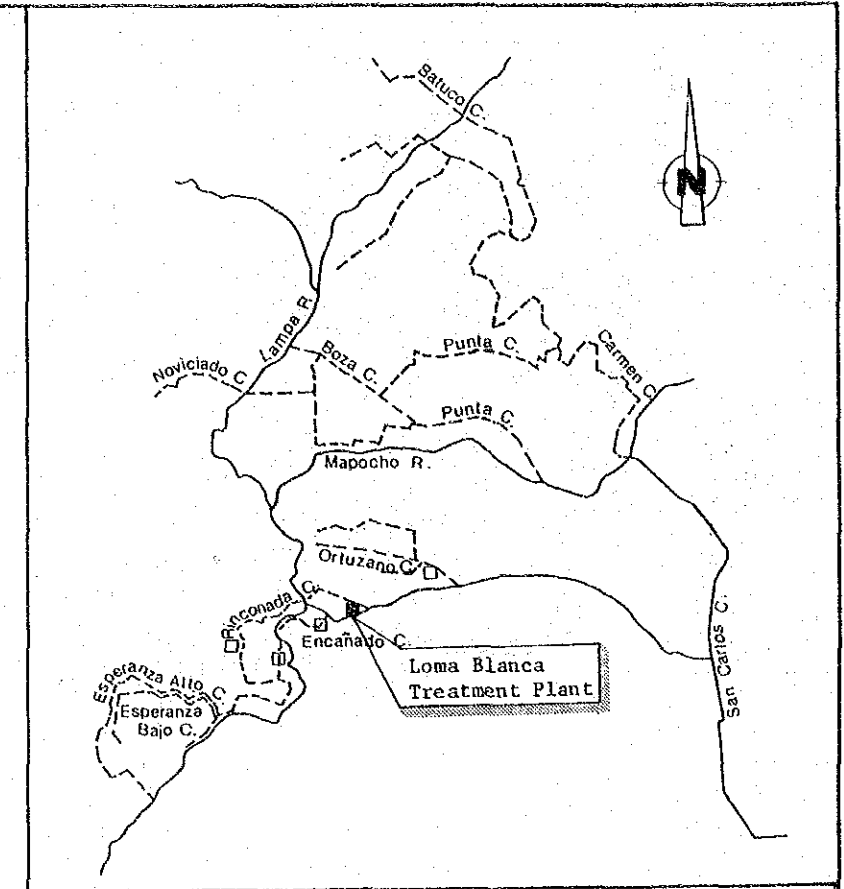 Batuco C.
N
Lampa R.
Boza C.
Punta C.
Carmen C.
Noviciado C
Punta C.
Mapocho R.
Ortuzano C.
Rinconada C.
Encañado C.
San Carlos C.
Loma Blanca
Treatment Plant
Esperanza Alto C.
Esperanza
Bajo C.